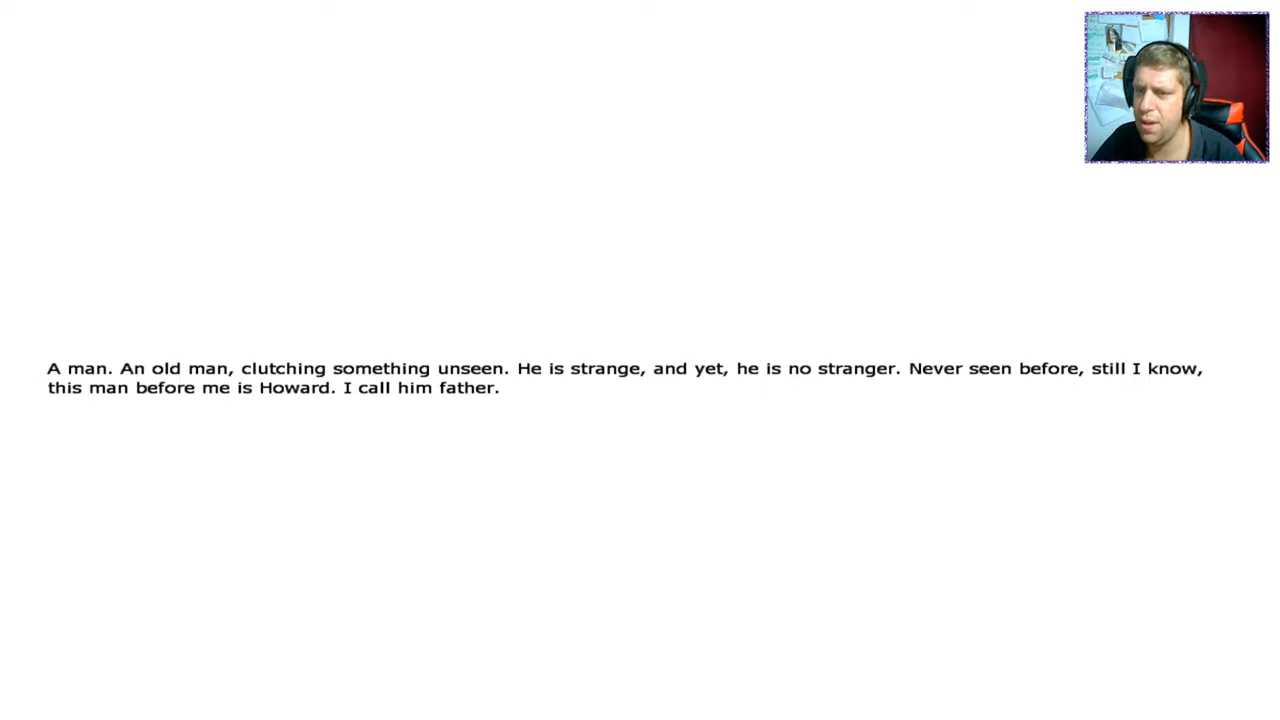 A man. An old man, clutching something unseen. He is strange, and yet, he is no stranger. Never seen before, still I know,
this man before me is Howard. I call him father.